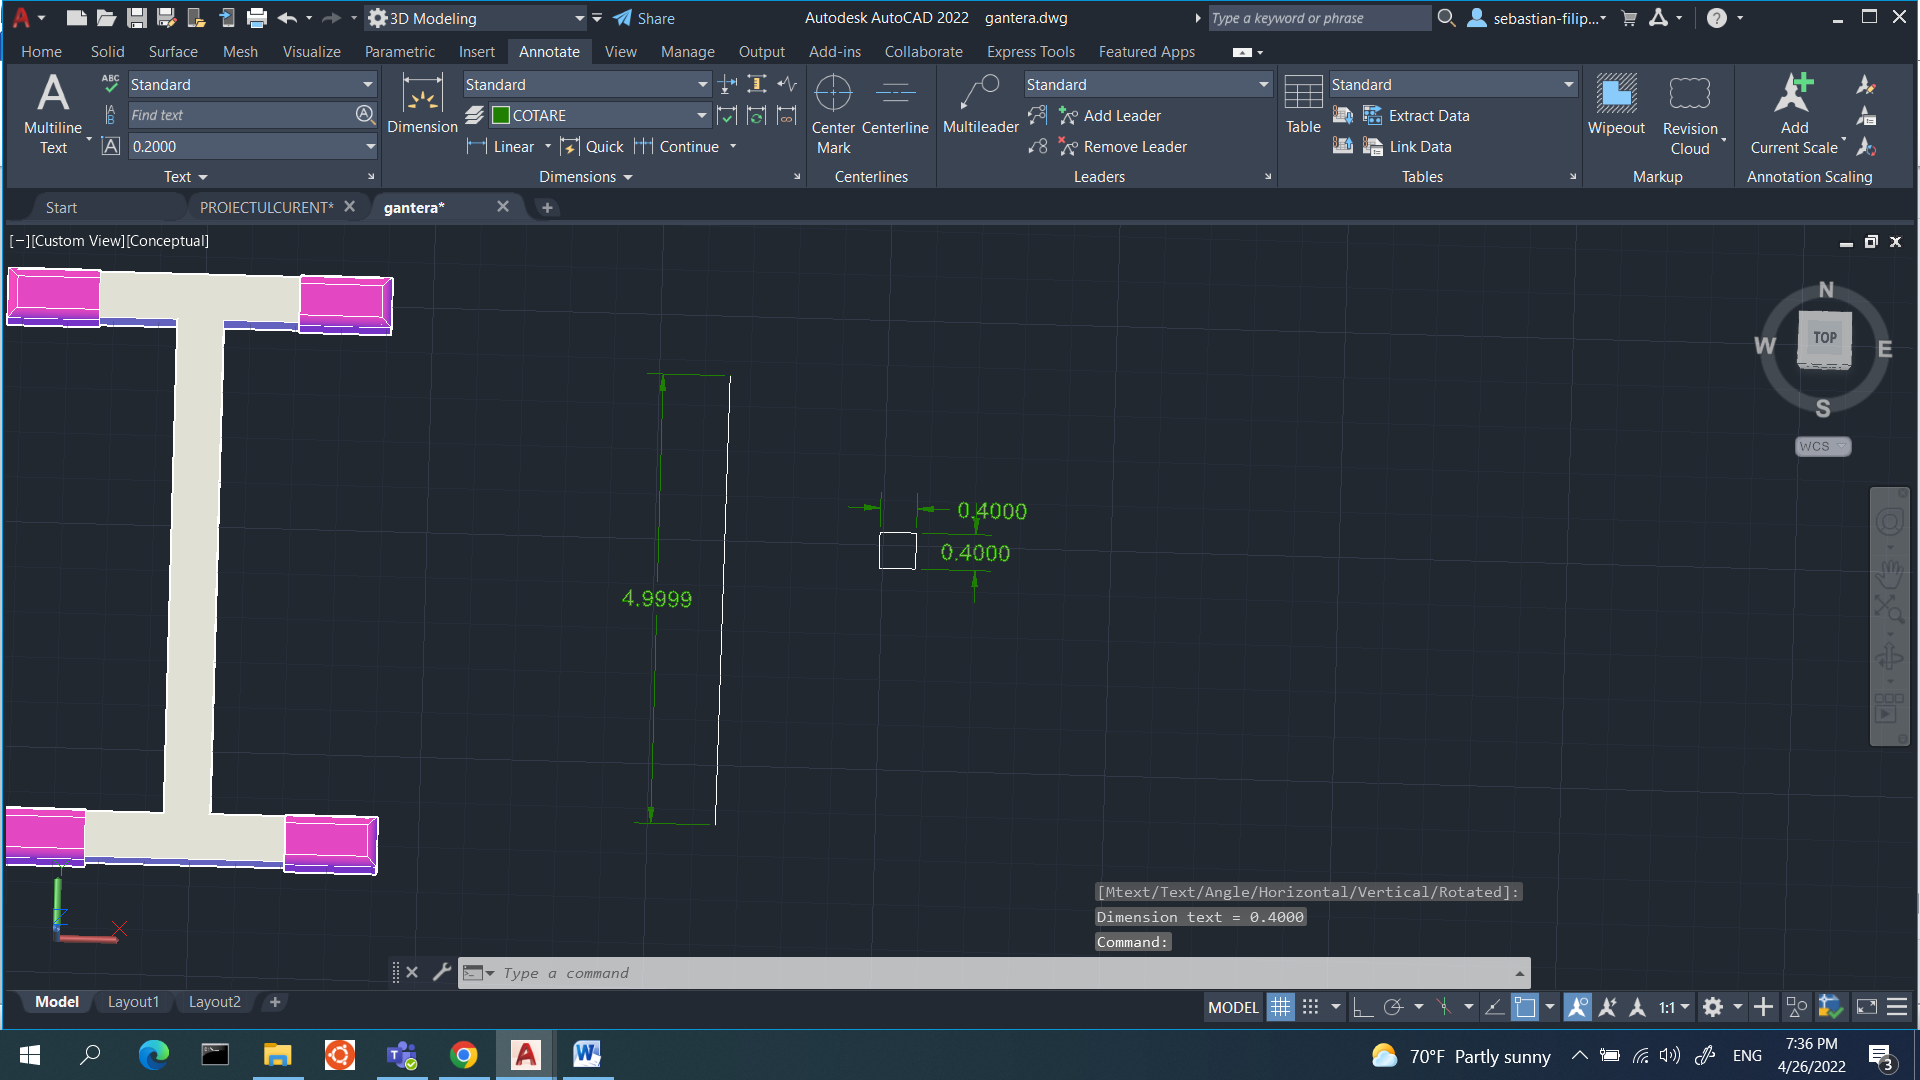 3D Modeling
Share
Autodesk AutoCAD 2022 gantera.dwg
Type a keyword or phrase
sebastian-filip...
Home Solid Surface Mesh Visualize Parametric Insert Annotate View Manage Output Add-ins Collaborate Express Tools Featured Apps
Multiline Text
ABC
Standard
Find text
0.2000
Text
Dimension
Standard
COTARE
Linear Quick Continue
Dimensions
Center Mark
Centerline
Centerlines
Multileader
Standard
Add Leader
Remove Leader
Leaders
Table
Standard
Extract Data
Link Data
Tables
Wipeout
Revision Cloud
Markup
Add Current Scale
Annotation Scaling
Start PROIECTULCURENT* gantera*
[−][Custom View][Conceptual]
N
W TOP E
S
WCS
0.4000
0.4000
4.9999
[Mtext/Text/Angle/Horizontal/Vertical/Rotated]:
Dimension text = 0.4000
Command:
Type a command
Model Layout1 Layout2
MODEL 1:1
70°F Partly sunny ENG 7:36 PM
4/26/2022 3